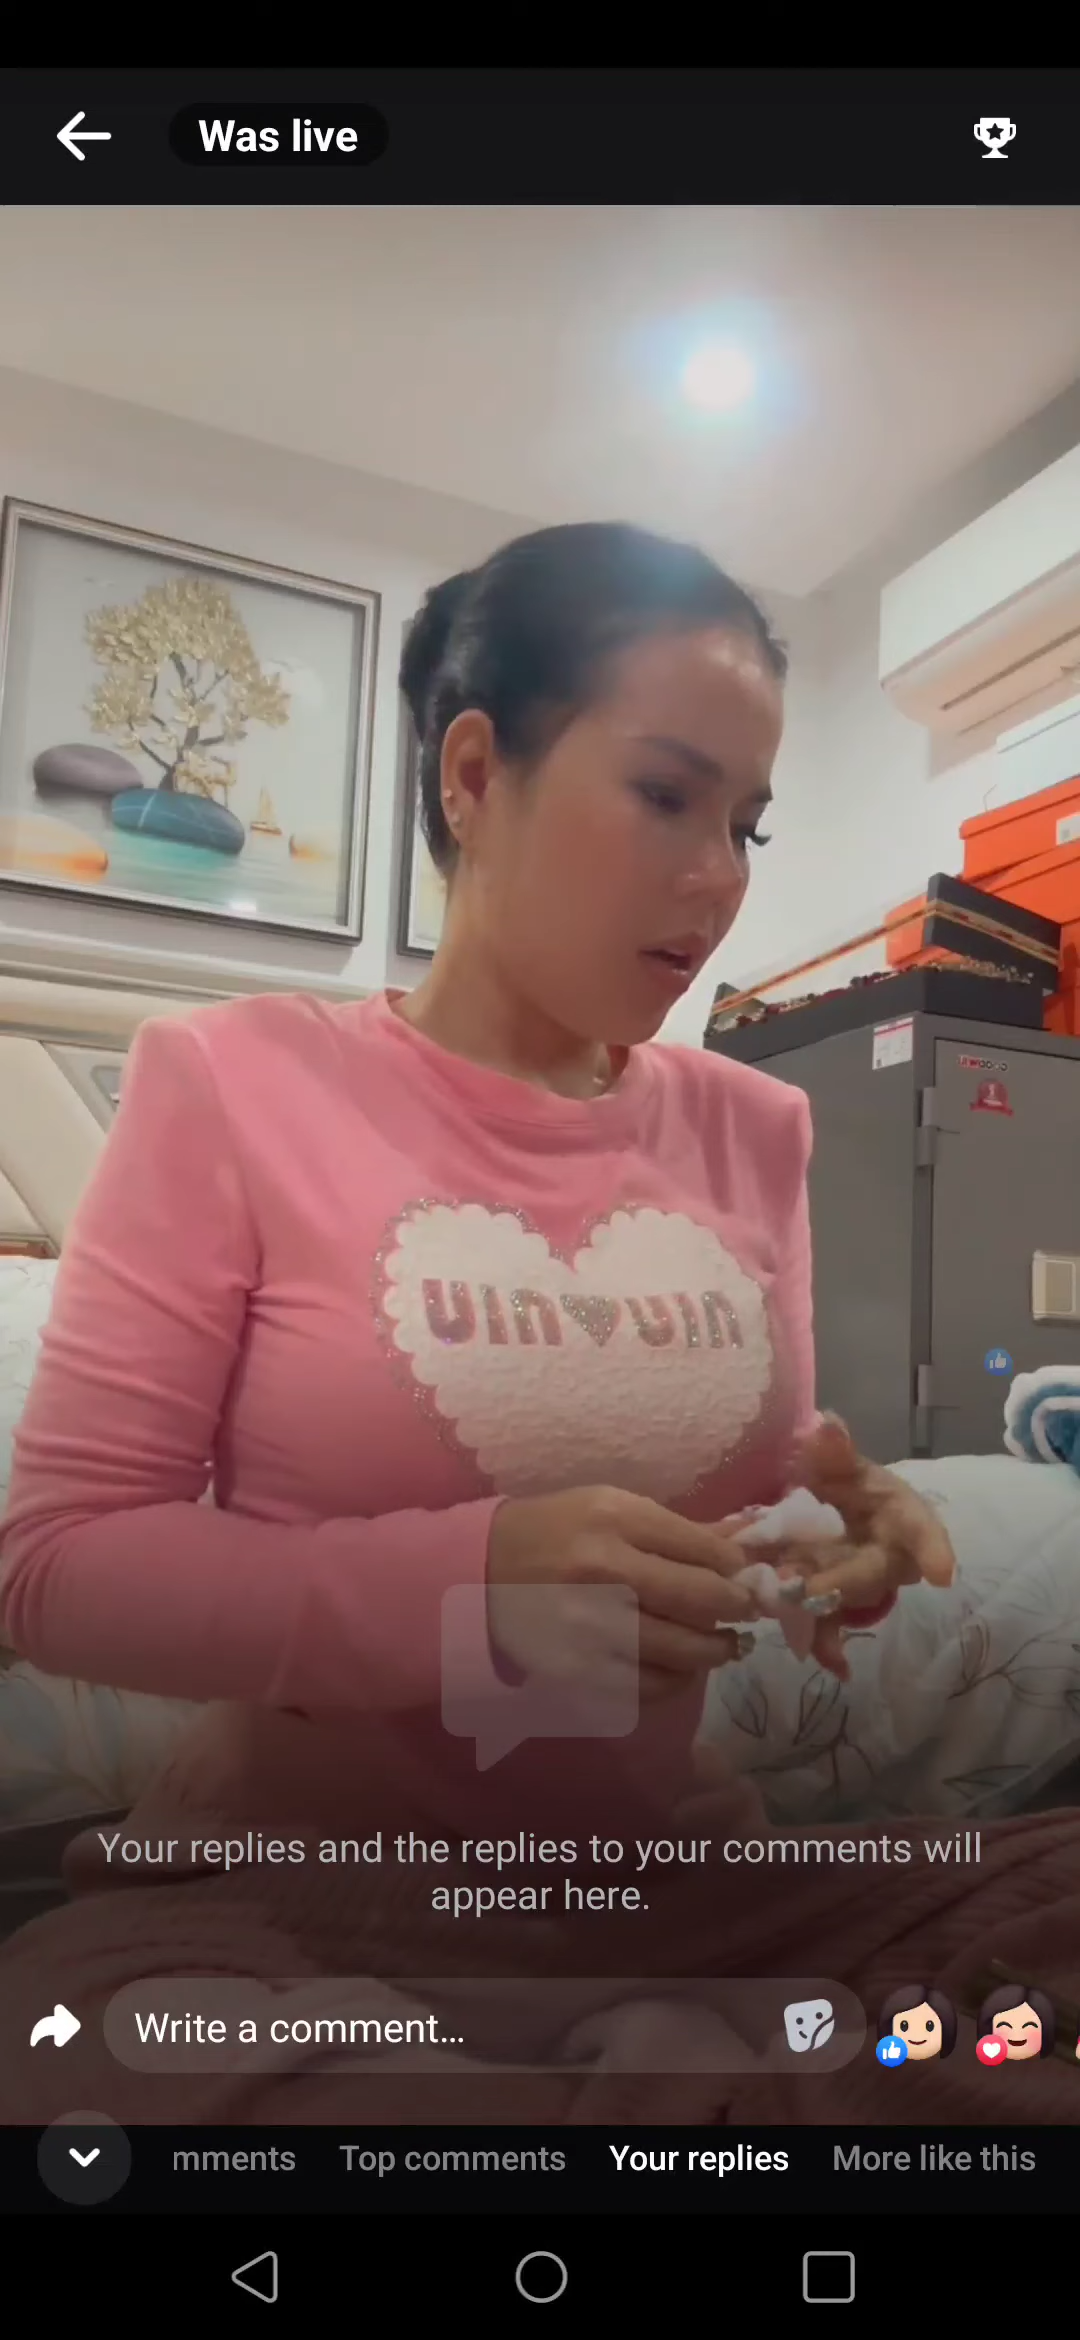 Was live
Your replies and the replies to your comments will
appear here.
Write a comment...
mments
Top comments
Your replies
More like this